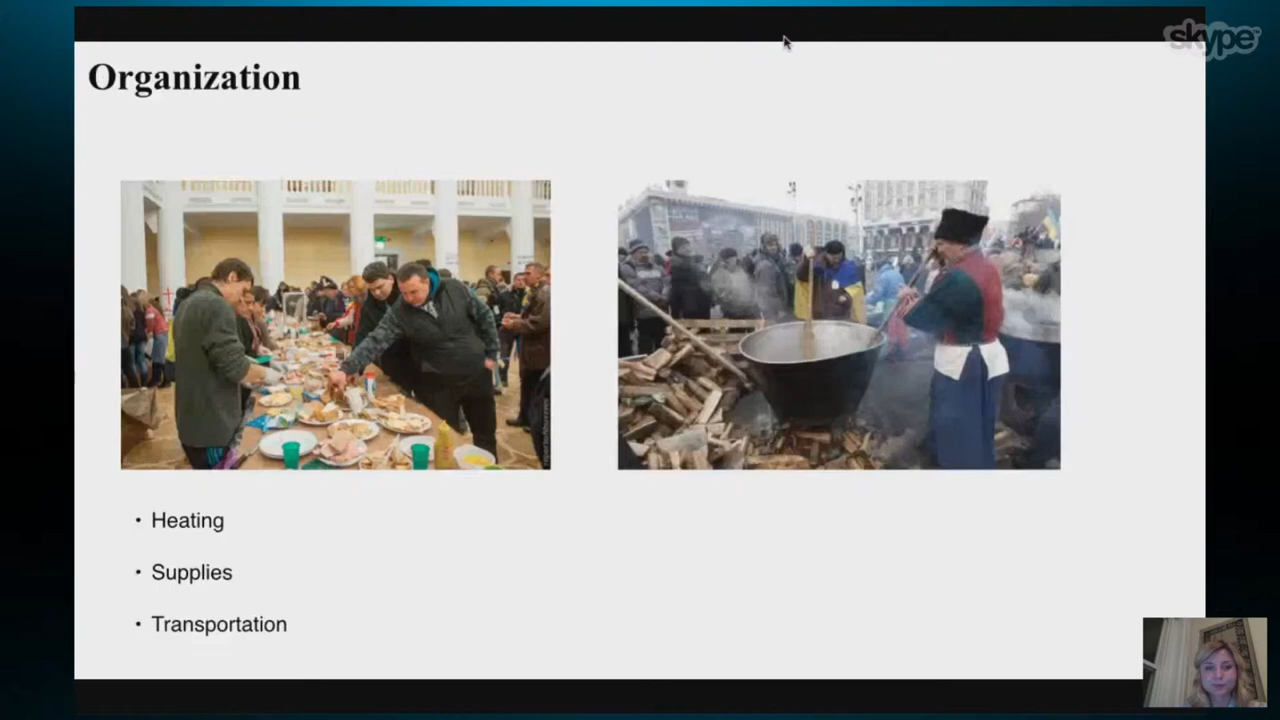 skype
Organization
• Heating
• Supplies
• Transportation